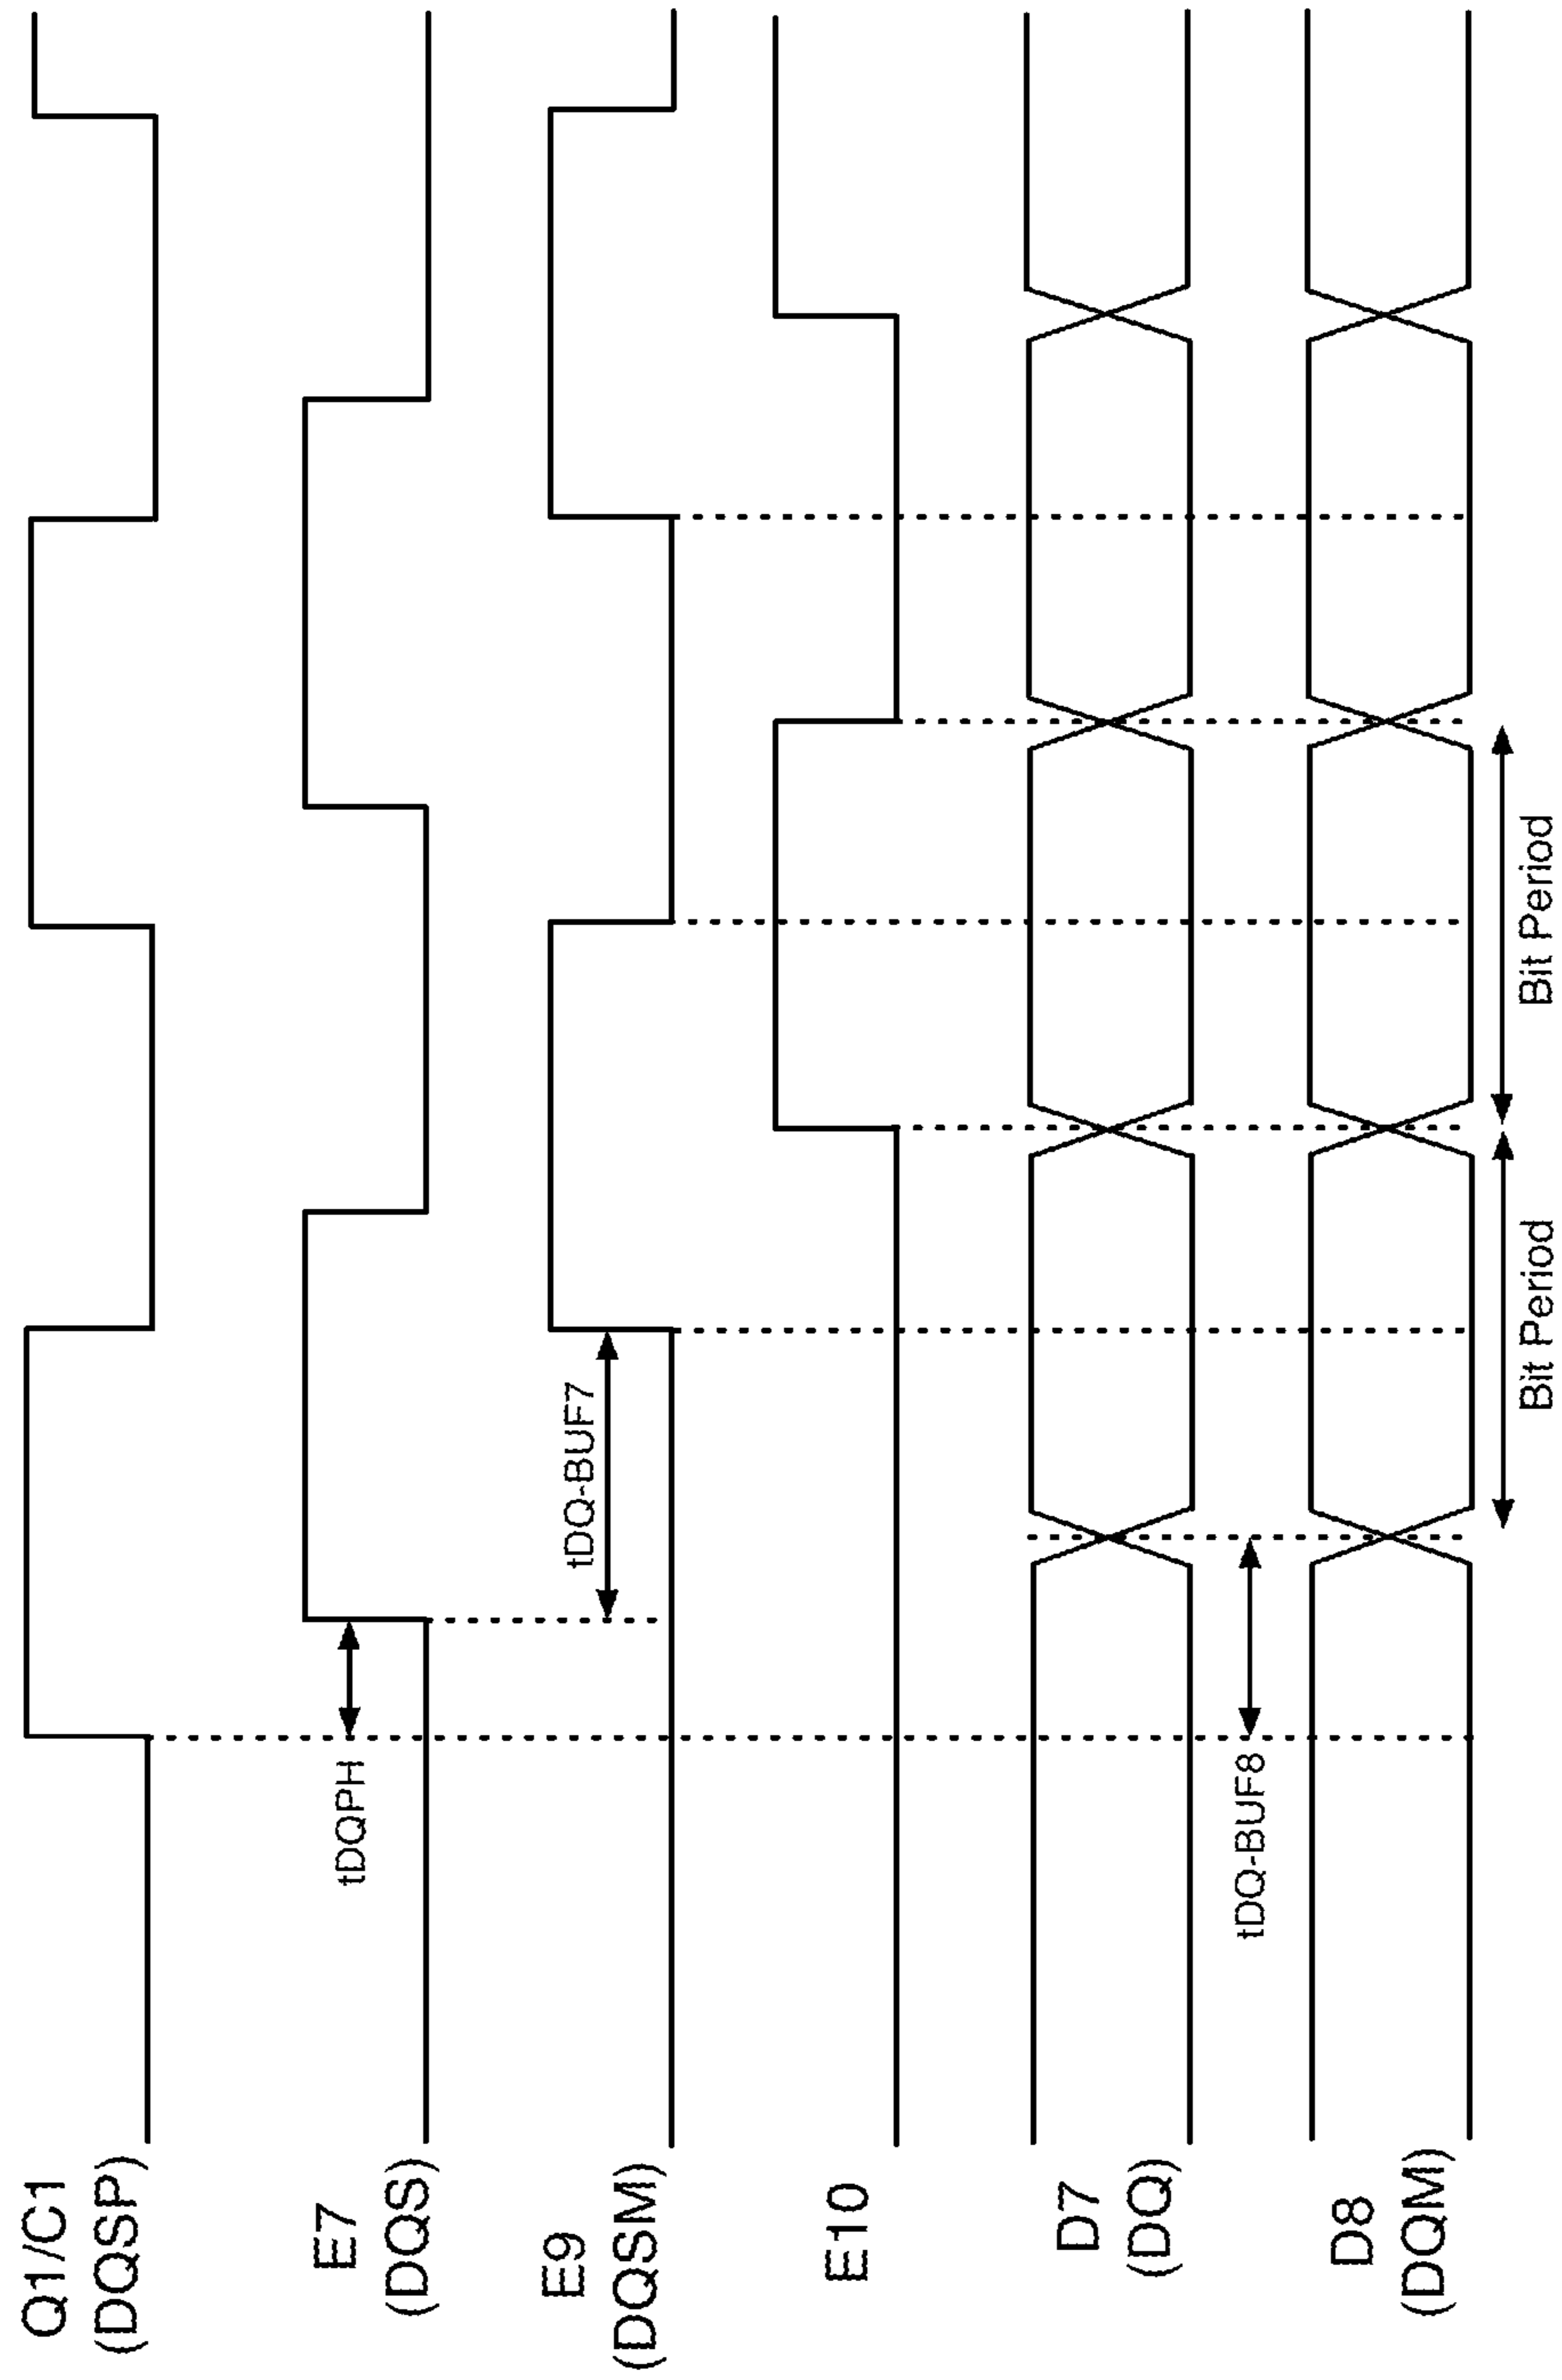 Q1/C1
(DQSP)
E7
(DQS)
tDQPH
E9
(DQSM)
tDQ-BUF7
E10
D7
(DQ)
tDQ-BUF8
D8
(DQM)
Bit Period
Bit Period